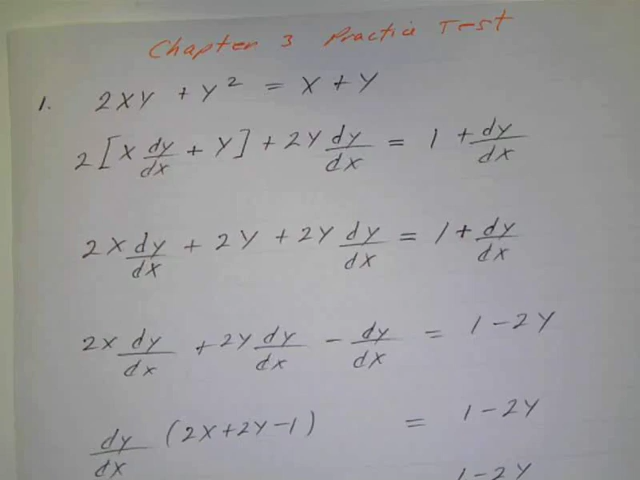 Chapter 3 Practice Test
1. 2xy + y² = x + y
2[x dy/dx + y] + 2y dy/dx = 1 + dy/dx
2x dy/dx + 2y + 2y dy/dx = 1 + dy/dx
2x dy/dx + 2y dy/dx - dy/dx = 1 - 2y
dy/dx (2x+2y-1) = 1 - 2y
1 - 2y